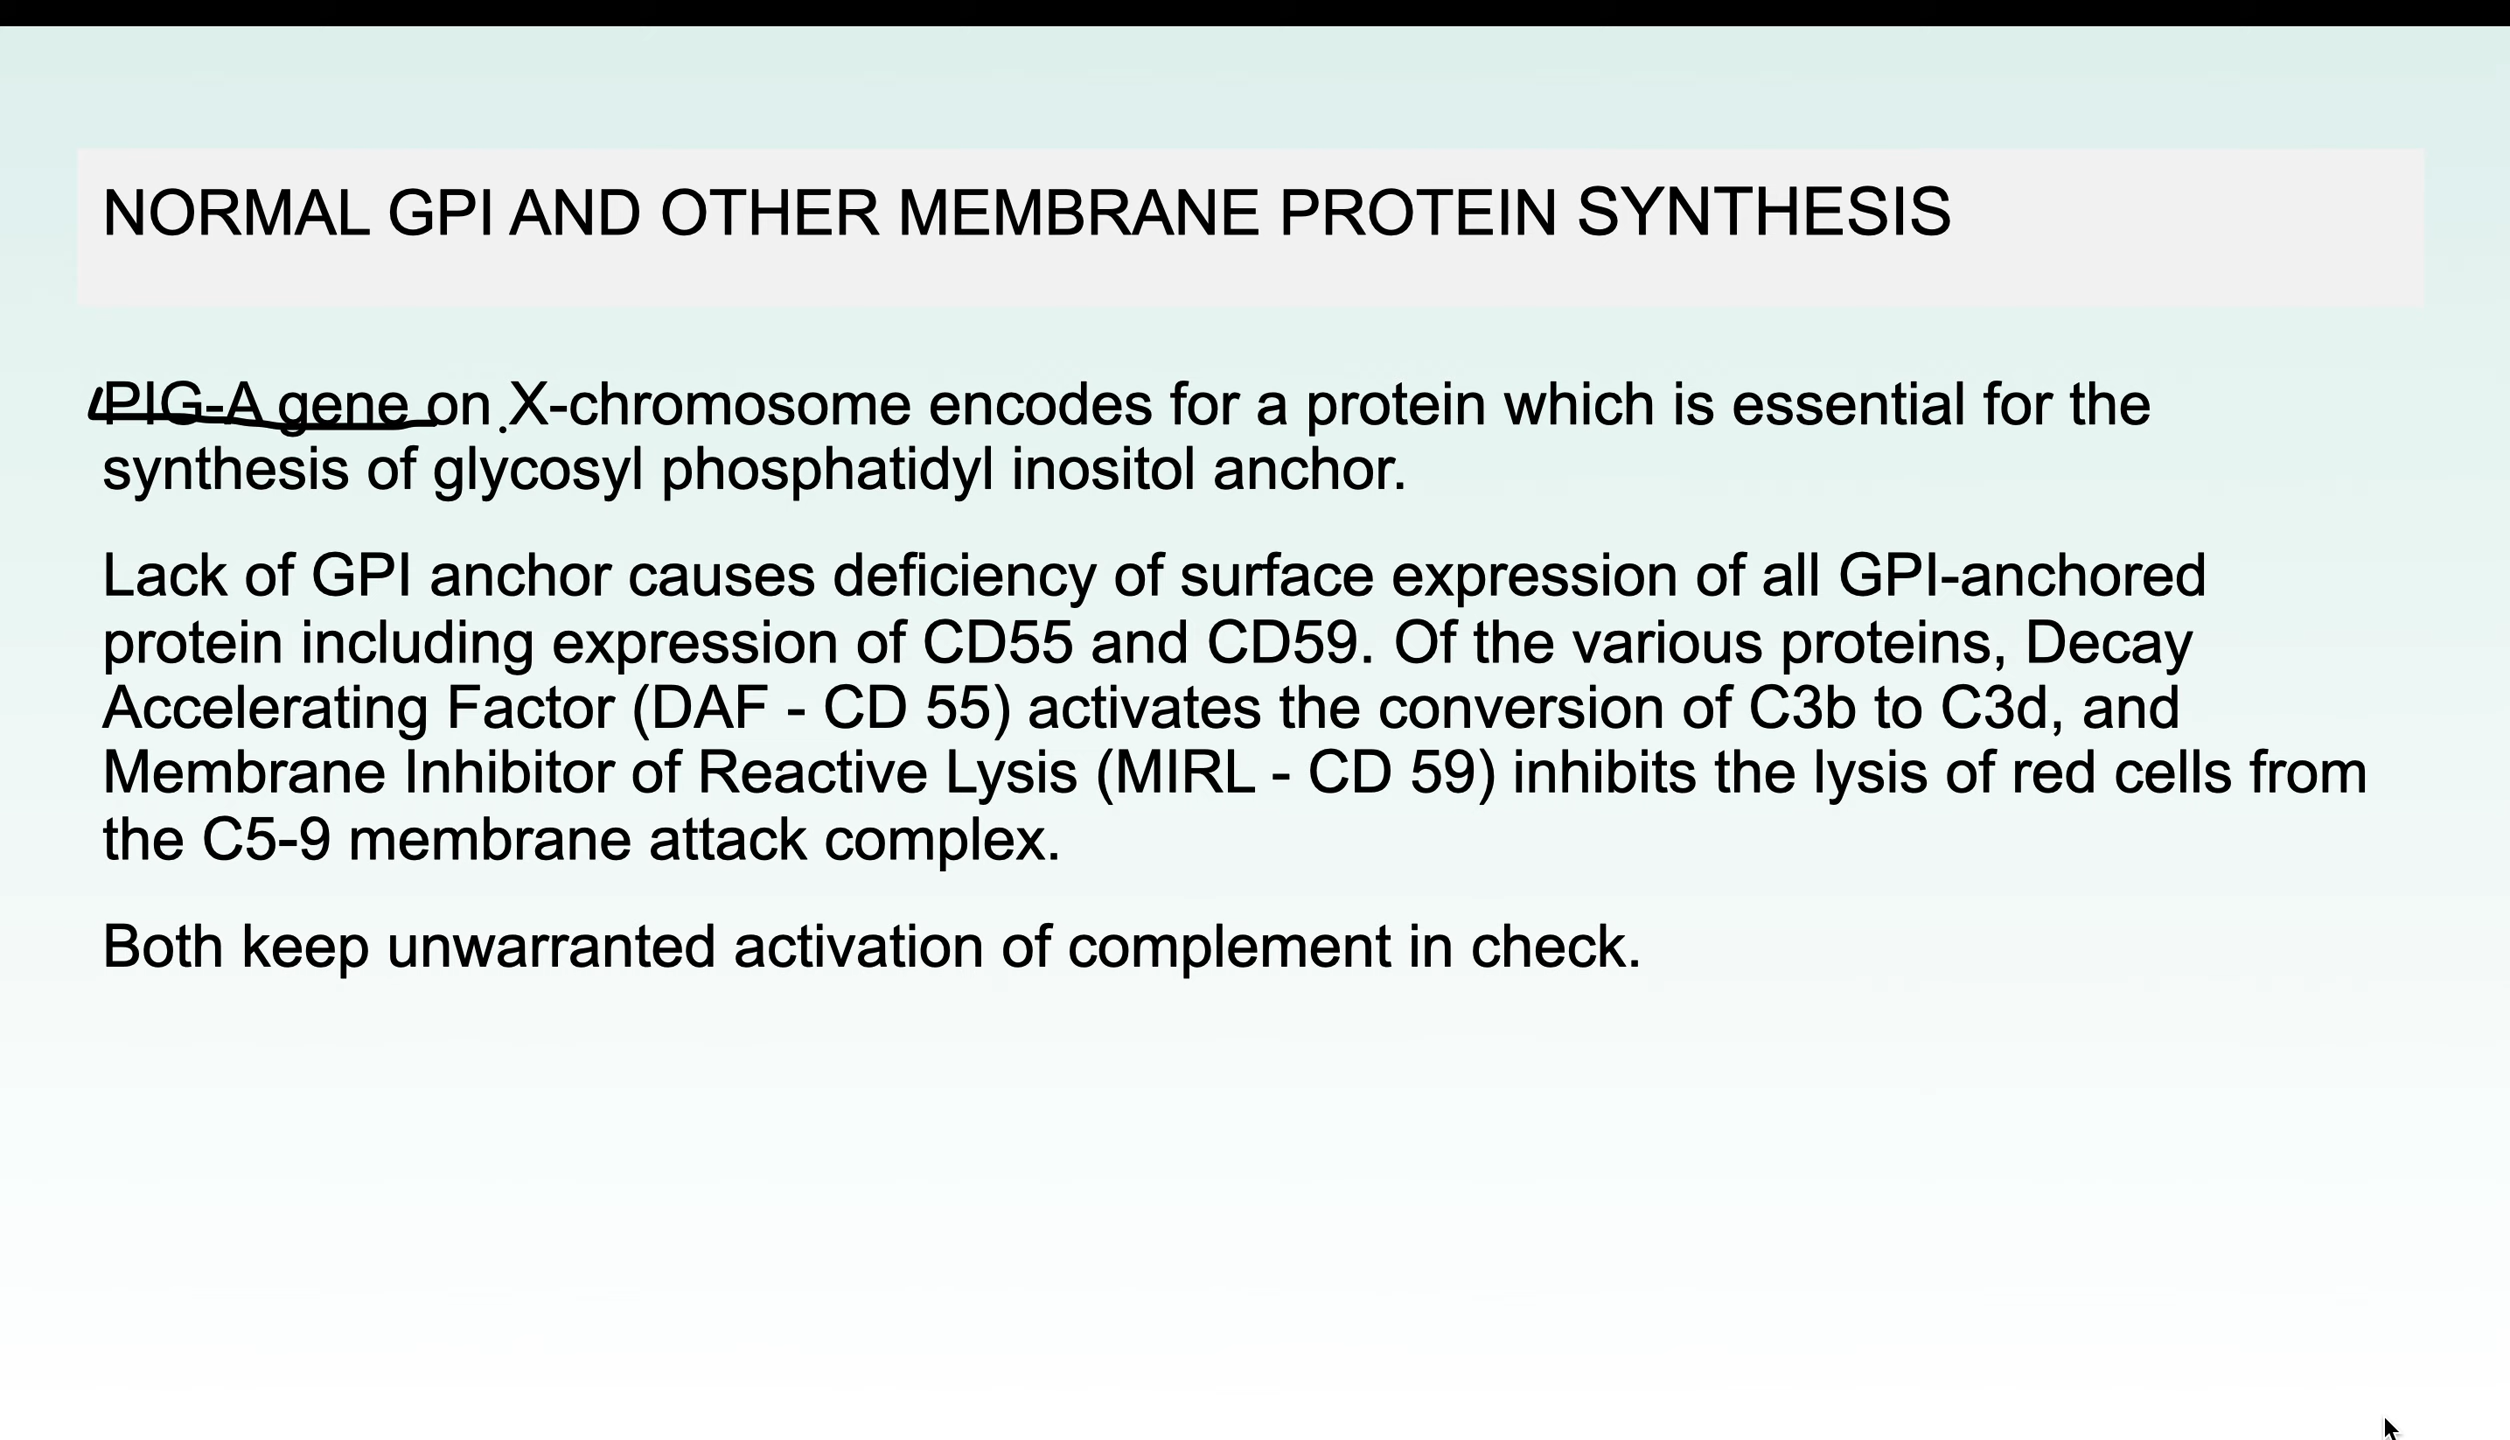 NORMAL GPI AND OTHER MEMBRANE PROTEIN SYNTHESIS
PIG-A gene on X-chromosome encodes for a protein which is essential for the
synthesis of glycosyl phosphatidyl inositol anchor.
Lack of GPI anchor causes deficiency of surface expression of all GPI-anchored
protein including expression of CD55 and CD59. Of the various proteins, Decay
Accelerating Factor (DAF - CD 55) activates the conversion of C3b to C3d, and
Membrane Inhibitor of Reactive Lysis (MIRL - CD 59) inhibits the lysis of red cells from
the C5-9 membrane attack complex.
Both keep unwarranted activation of complement in check.